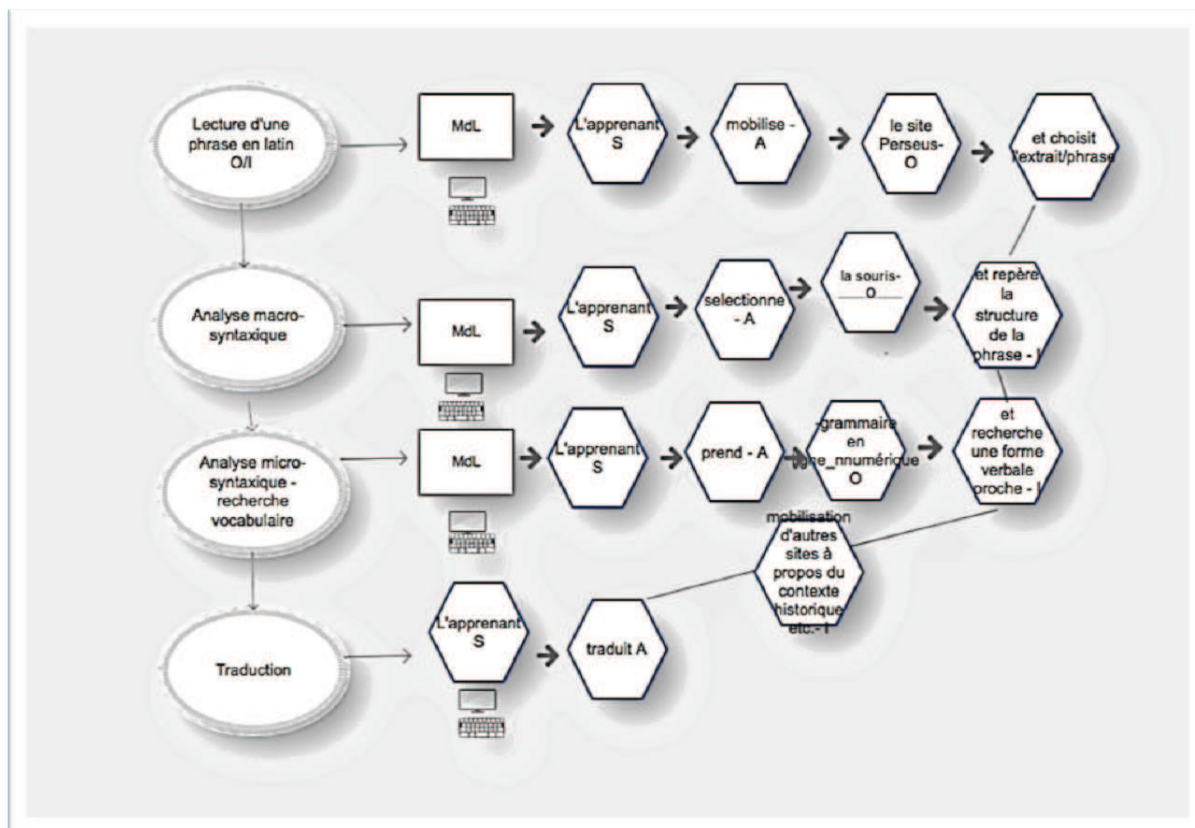 Lecture d'une
phrase en latin
O/I
MdL
L'apprenant
S
mobilise -
A
le site
Perseus-
O
et choisit
l'extrait/phrase
Analyse macro-
syntaxique
MdL
L'apprenant
S
selectionne
- A
la souris-
O
et repère
la
structure
de la
phrase - I
Analyse micro-
syntaxique -
recherche
vocabulaire
MdL
L'apprenant
S
prend - A
-grammaire
en
ligne_nnumérique
O
et
recherche
une forme
verbale
proche - I
mobilisation
d'autres
sites à
propos du
contexte
historique
etc.- I
Traduction
L'apprenant
S
traduit A